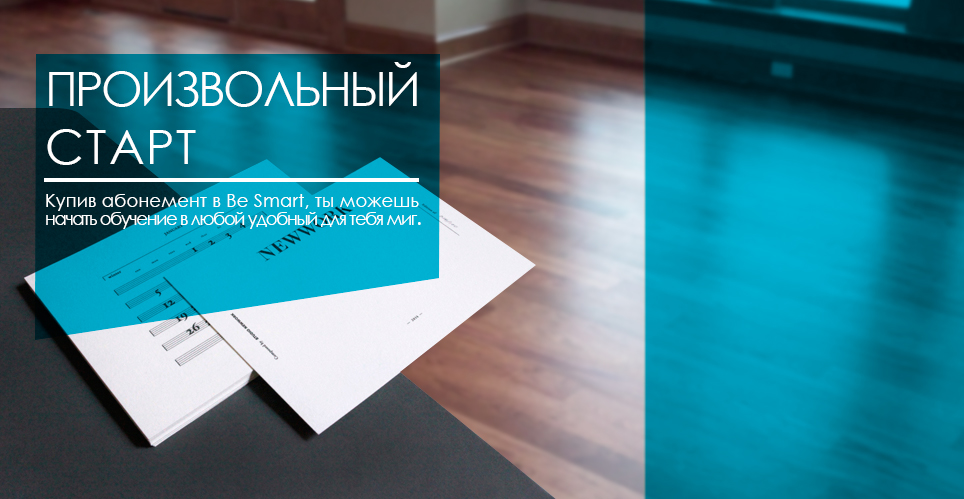 ПРОИЗВОЛЬНЫЙ
СТАРТ
Купив абонемент в Be Smart, ты можешь
начать обучение в любой удобный для тебя миг.
NEWWORK
1 2 3
5
12
19
26